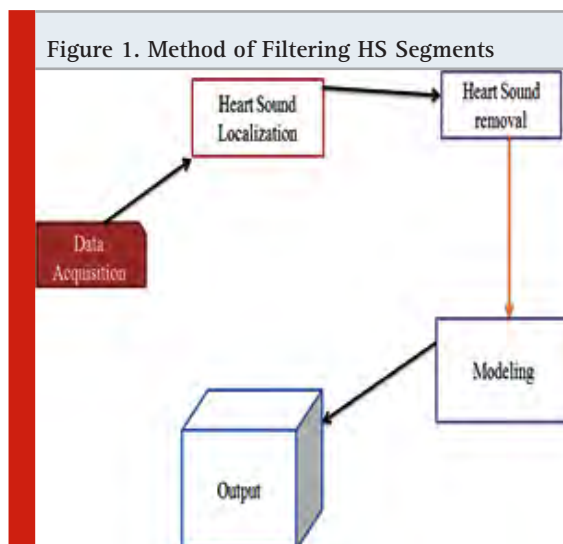 Figure 1. Method of Filtering HS Segments
Heart Sound
Localization
Heart Sound
removal
Data
Acquisition
Modeling
Output